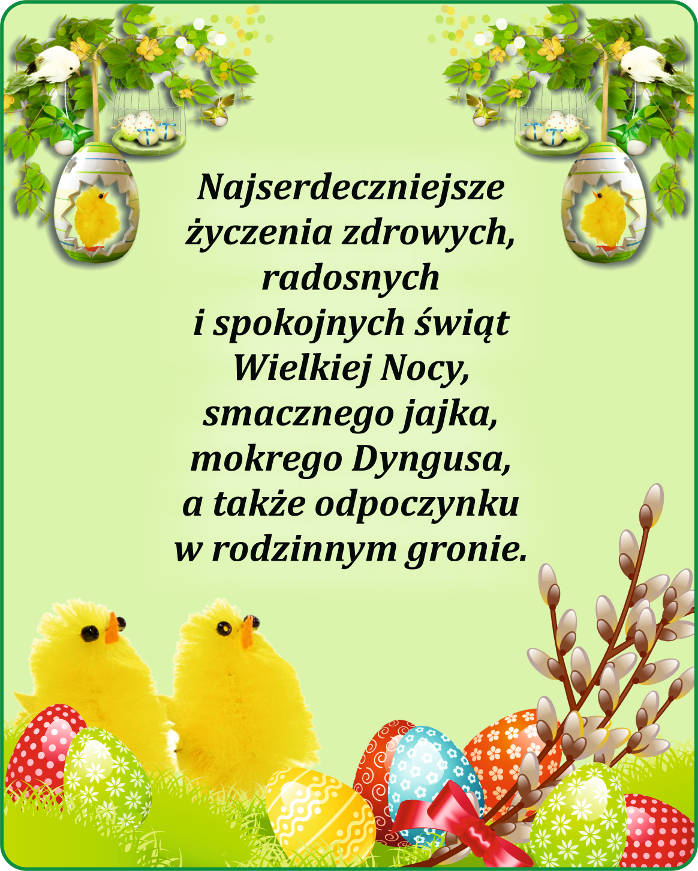 Najserdeczniejsze
życzenia zdrowych,
radosnych
i spokojnych świąt
Wielkiej Nocy,
smacznego jajka,
mokrego Dyngusa,
a także odpoczynku
w rodzinnym gronie.